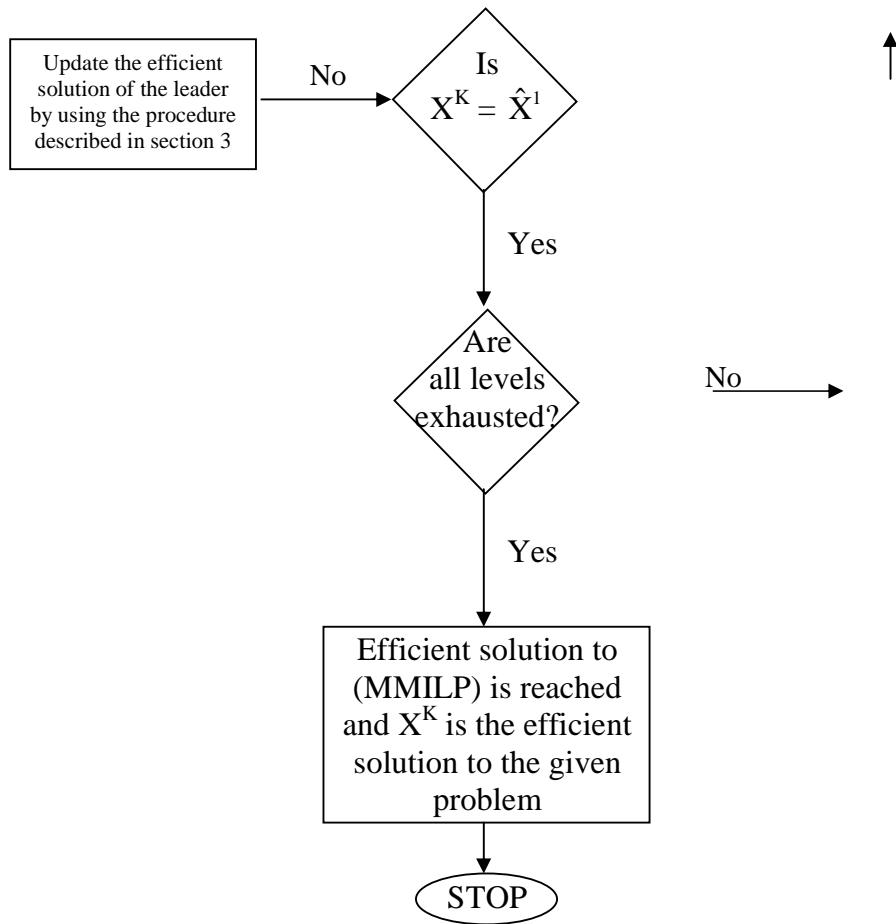 Update the efficient
solution of the leader
by using the procedure
described in section 3
No
Is
X^K = X̂^1
Yes
Are
all levels
exhausted?
No
Yes
Efficient solution to
(MMILP) is reached
and X^K is the efficient
solution to the given
problem
STOP